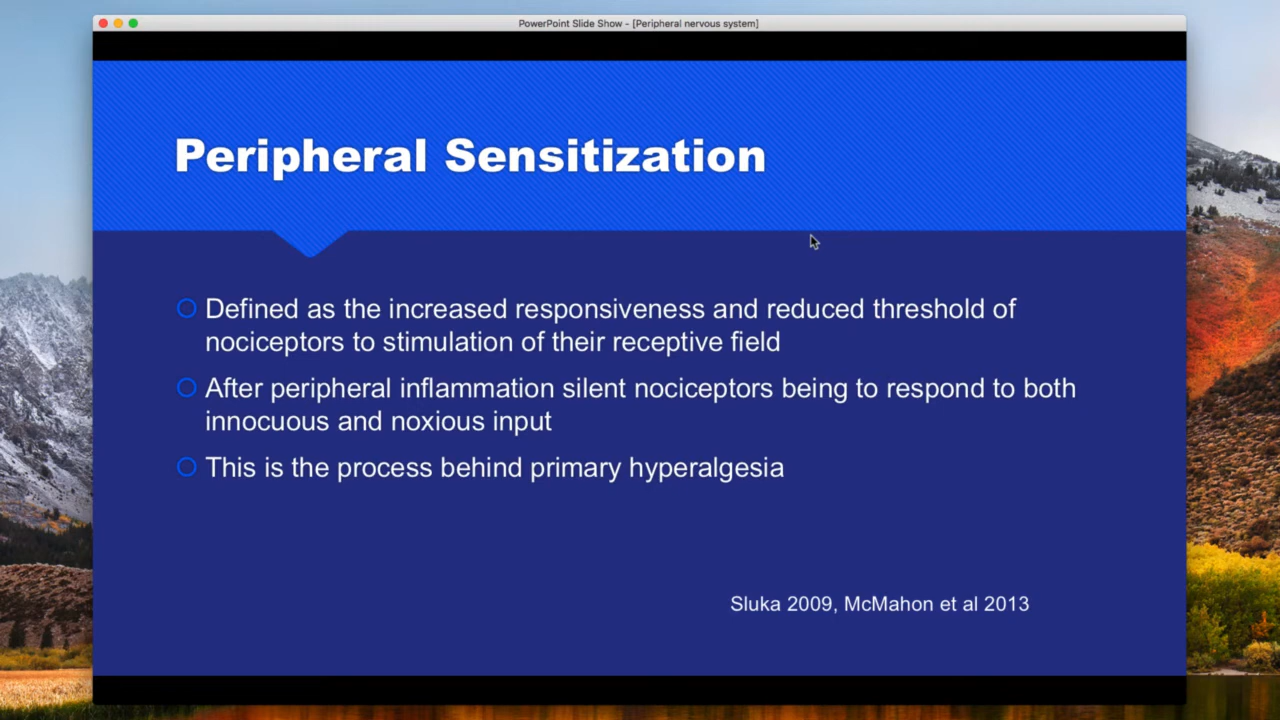 PowerPoint Slide Show - [Peripheral nervous system]
Peripheral Sensitization
Defined as the increased responsiveness and reduced threshold of
nociceptors to stimulation of their receptive field
After peripheral inflammation silent nociceptors being to respond to both
innocuous and noxious input
This is the process behind primary hyperalgesia
Sluka 2009, McMahon et al 2013